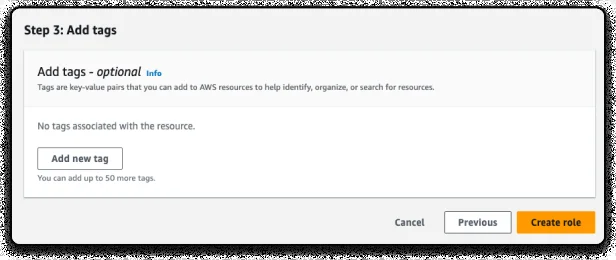 Step 3: Add tags
Add tags - optional Info
Tags are key-value pairs that you can add to AWS resources to help identify, organize, or search for resources.
No tags associated with the resource.
Add new tag
You can add up to 50 more tags.
Cancel Previous Create role